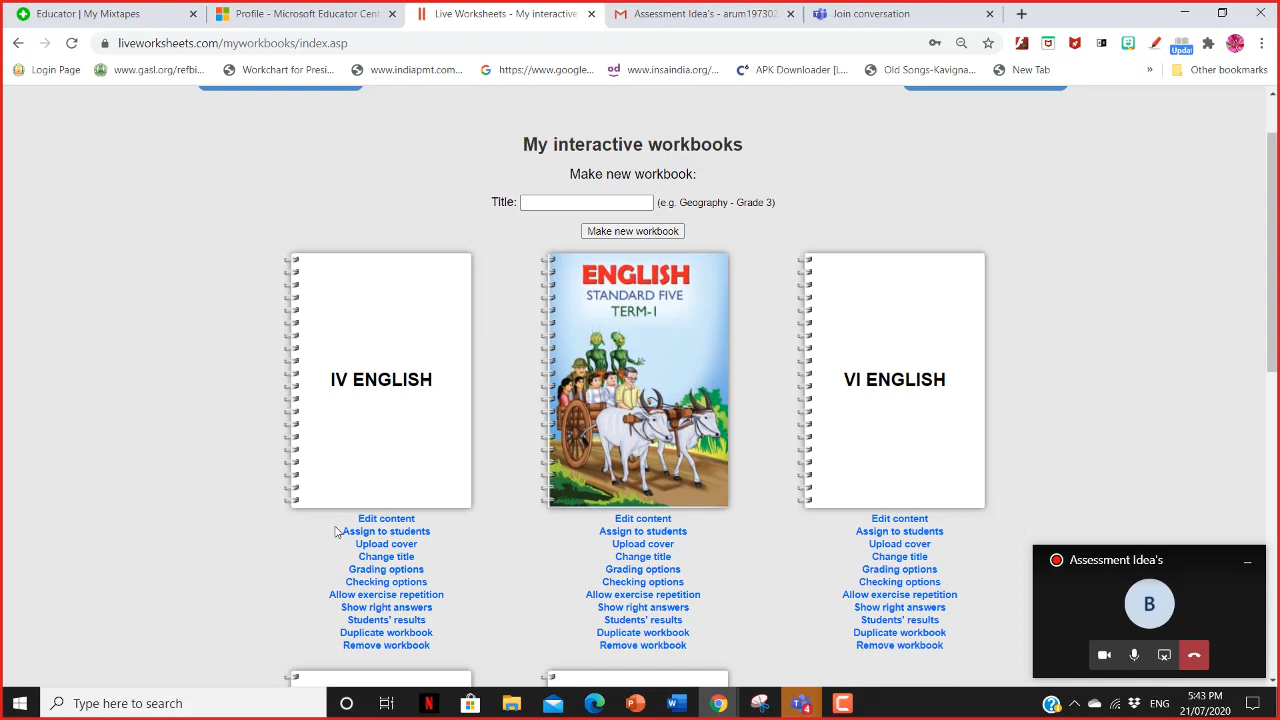 Educator | My Mixtapes
Profile - Microsoft Educator Cen
Live Worksheets - My interactive
Assessment Idea's - arum197302
Join conversation
liveworksheets.com/myworkbooks/index.asp
Upda
Login Page
www.gasl.org/refbi...
Workchart for Presi...
www.indiapmt.com...
https://www.google...
www.insaindia.org/...
APK Downloader [L...
Old Songs-Kavigna...
New Tab
»
Other bookmarks
My interactive workbooks
Make new workbook:
Title: (e.g. Geography - Grade 3)
Make new workbook
IV ENGLISH
ENGLISH
STANDARD FIVE
TERM-1
VI ENGLISH
Edit content
Assign to students
Upload cover
Change title
Grading options
Checking options
Allow exercise repetition
Show right answers
Students' results
Duplicate workbook
Remove workbook
Edit content
Assign to students
Upload cover
Change title
Grading options
Checking options
Allow exercise repetition
Show right answers
Students' results
Duplicate workbook
Remove workbook
Edit content
Assign to students
Upload cover
Change title
Grading options
Checking options
Allow exercise repetition
Show right answers
Students' results
Duplicate workbook
Remove workbook
Assessment Idea's
B
Type here to search
ENG
5:43 PM
21/07/2020